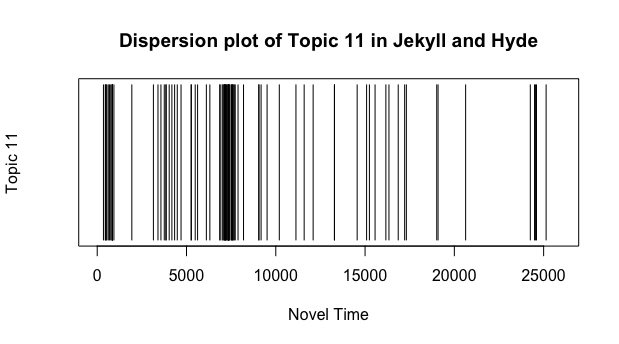 Dispersion plot of Topic 11 in Jekyll and Hyde
Topic 11
0 5000 10000 15000 20000 25000
Novel Time